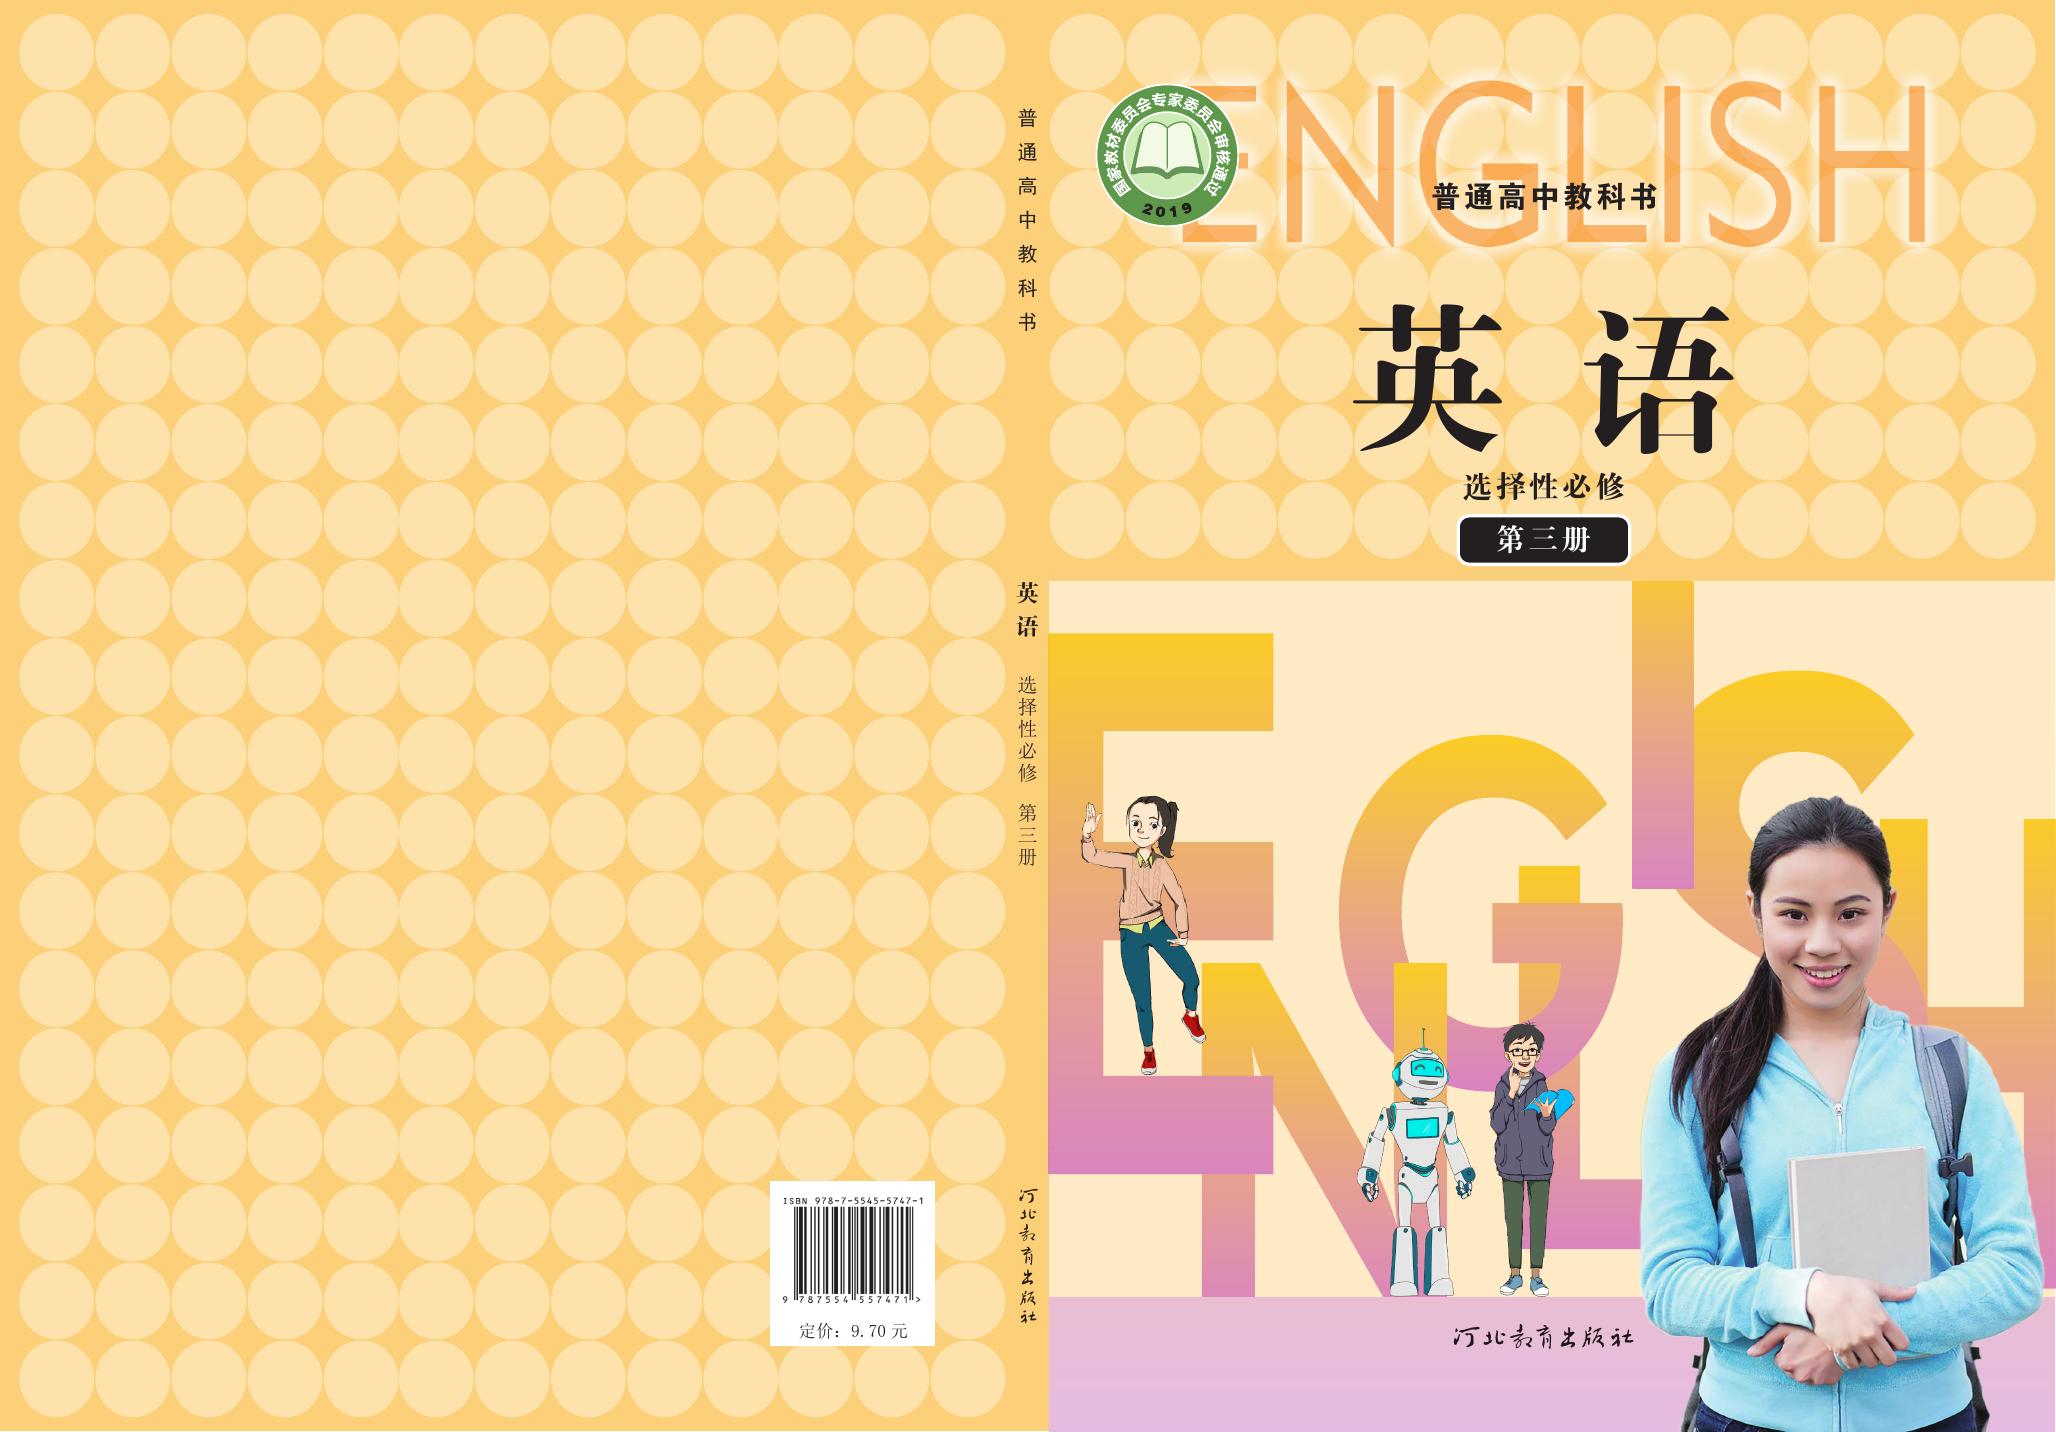 普通高中教科书
英语
选择性必修
第三册
河北教育出版社
ISBN 978-7-5545-5747-1
9 787554 557471 >
定价：9.70 元
ENGLISH
国家教材委员会专家委员会审核通过
2019
普通高中教科书
英语
选择性必修
第三册
ENGLISH
河北教育出版社